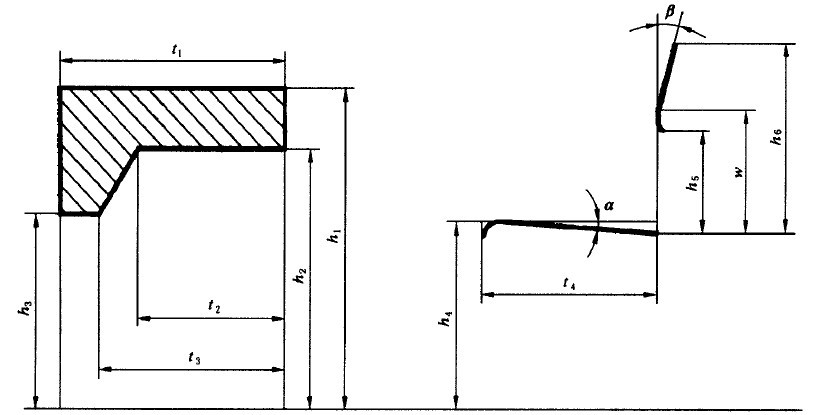 β
t₁
h₆
w
h₅
α
h₁
h₂
t₄
h₃
t₂
h₄
t₃